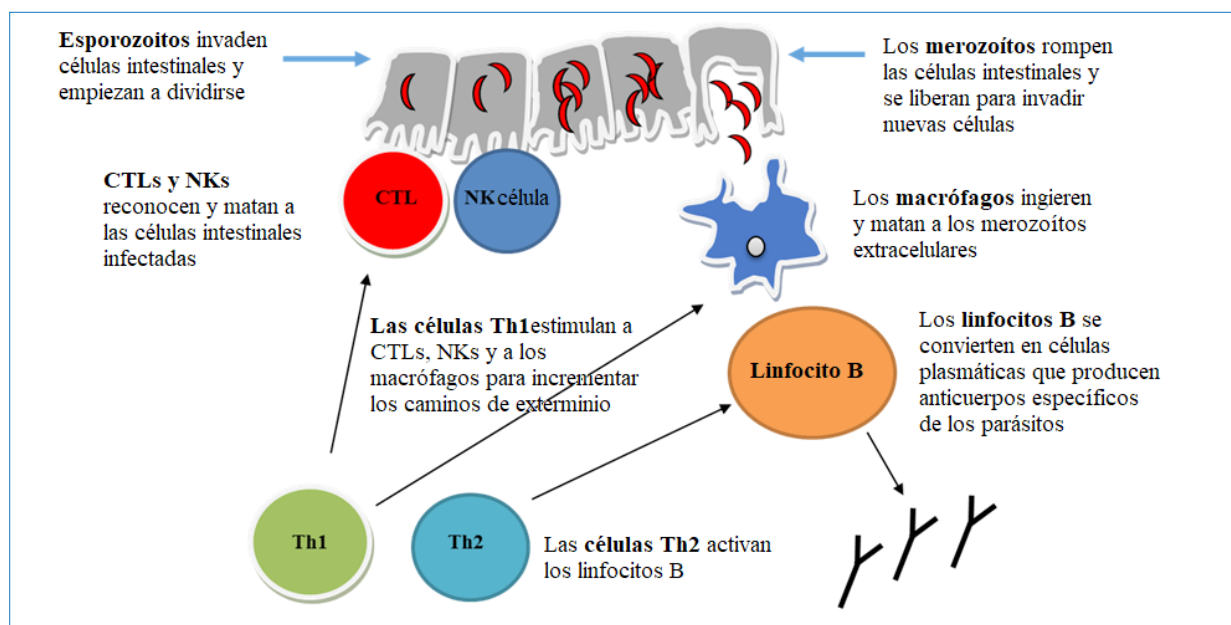 Esporozoitos invaden
células intestinales y
empiezan a dividirse
Los merozoítos rompen
las células intestinales y
se liberan para invadir
nuevas células
CTLs y NKs
reconocen y matan a
las células intestinales
infectadas
CTL
NK célula
Los macrófagos ingieren
y matan a los merozoítos
extracelulares
Las células Th1estimulan a
CTLs, NKs y a los
macrófagos para incrementar
los caminos de exterminio
Linfocito B
Los linfocitos B se
convierten en células
plasmáticas que producen
anticuerpos específicos
de los parásitos
Th1
Th2
Las células Th2 activan
los linfocitos B